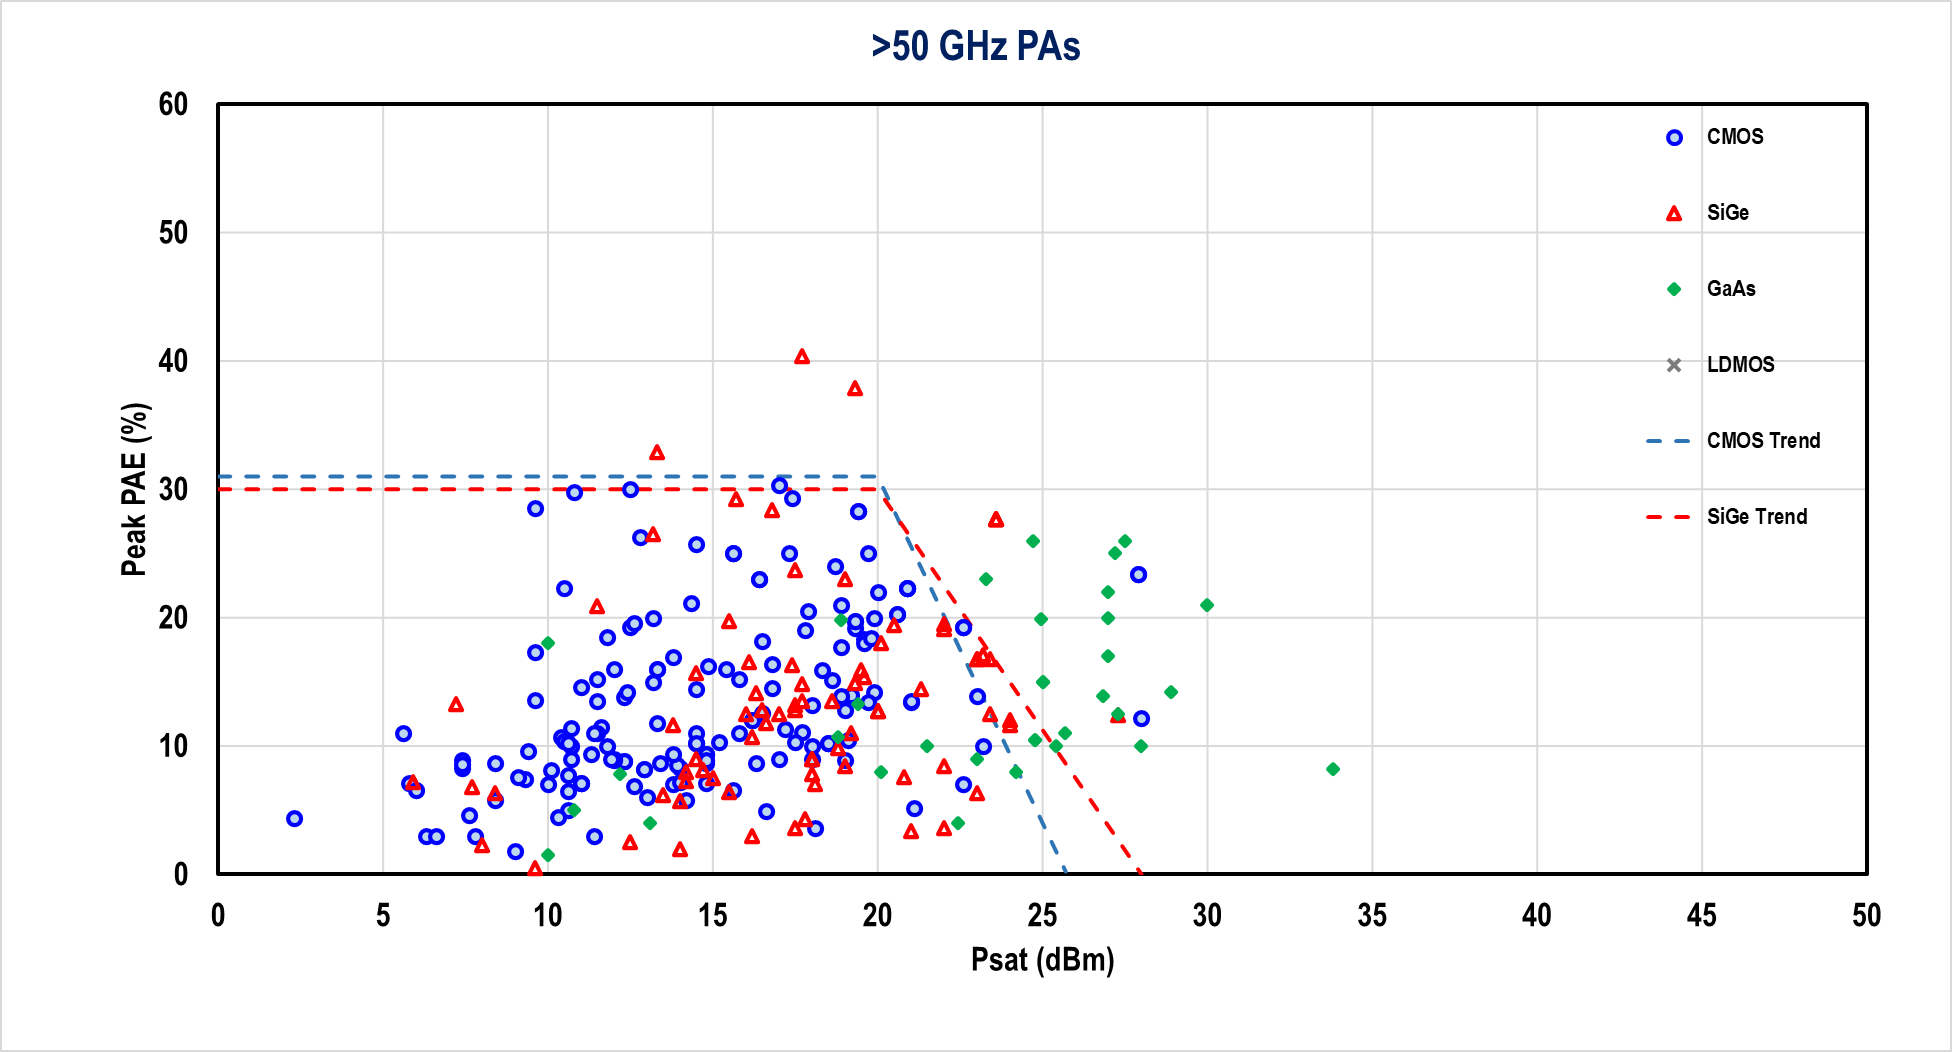 >50 GHz PAs
60
50
40
30
20
10
0
Peak PAE (%)
0 5 10 15 20 25 30 35 40 45 50
Psat (dBm)
CMOS
SiGe
GaAs
LDMOS
CMOS Trend
SiGe Trend